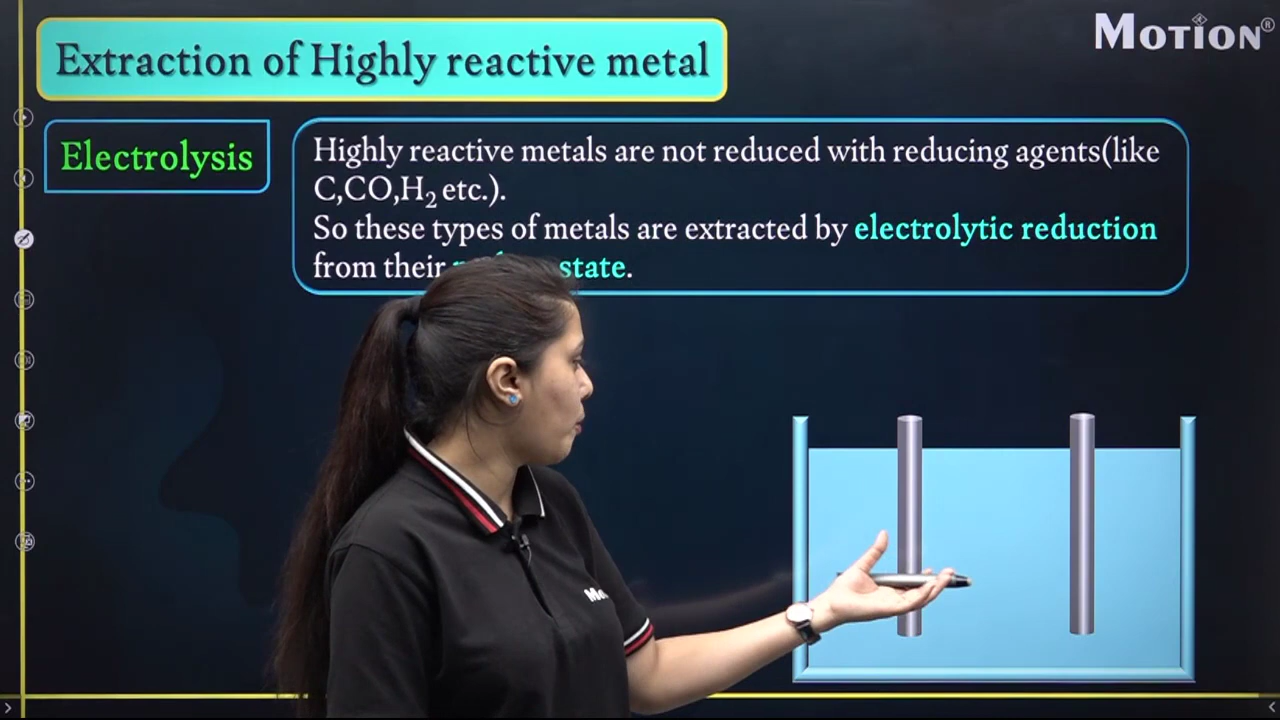 Extraction of Highly reactive metal
MOTION®
Electrolysis
Highly reactive metals are not reduced with reducing agents(like
C,CO,H₂ etc.).
So these types of metals are extracted by electrolytic reduction
from their state.